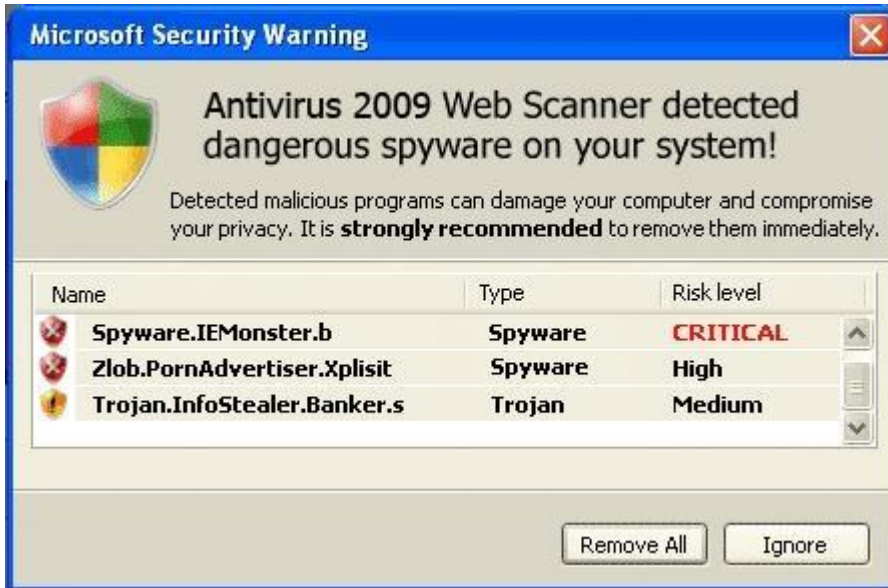 Microsoft Security Warning
Antivirus 2009 Web Scanner detected
dangerous spyware on your system!
Detected malicious programs can damage your computer and compromise
your privacy. It is strongly recommended to remove them immediately.
Name Type Risk level
Spyware.IEMonster.b Spyware CRITICAL
Zlob.PornAdvertiser.Xplisit Spyware High
Trojan.InfoStealer.Banker.s Trojan Medium
Remove All Ignore